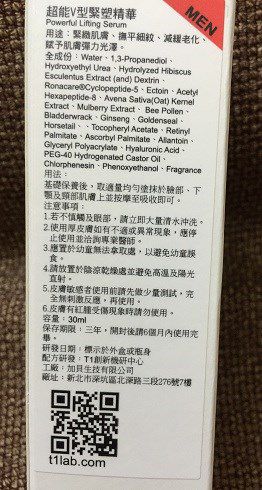 超能V型緊塑精華
MEN
Powerful Lifting Serum
用途：緊緻肌膚、撫平細紋、減緩老化、
賦予肌膚彈力光澤。
全成份：Water、1,3-Propanediol、
Hydroxyethyl Urea、Hydrolyzed Hibiscus
Esculentus Extract (and) Dextrin、
Ronacare®Cyclopeptide-5、Ectoin、Acetyl
Hexapeptide-8、Avena Sativa(Oat) Kernel
Extract、Mulberry Extract、Bee Pollen、
Bladderwrack、Ginseng、Goldenseal、
Horsetail、、Tocopheryl Acetate、Retinyl
Palmitate、Ascorbyl Palmitate、Allantoin、
Glyceryl Polyacrylate、Hyaluronic Acid、
PEG-40 Hydrogenated Castor Oil、
Chlorphenesin、Phenoxyethanol、Fragrance
用法：
基礎保養後，取適量均勻塗抹於臉部、下
顎及頸部肌膚上並按摩至吸收即可。
注意事項：
1.若不慎觸及眼部，請立即大量清水沖洗。
2.使用厚皮膚如有不適或異常現象，應停
止使用並洽詢專業醫師。
3.應置於幼童無法拿取處，以避免幼童誤
食。
4.請放置於陰涼乾燥處並避免高溫及陽光
直射。
5.皮膚敏感者使用前請先做少量測試，完
全無刺激反應，再使用。
6.皮膚有紅腫受傷現象時請勿使用。
容量：30ml
保存期限：三年，開封後請6個月內使用完
畢。
研發日期：標示於外盒或瓶身
配方研發：T1創新機研中心
工廠：加貝生技有限公司
廠址：新北市深坑區北深路三段276號7樓
t1lab.com